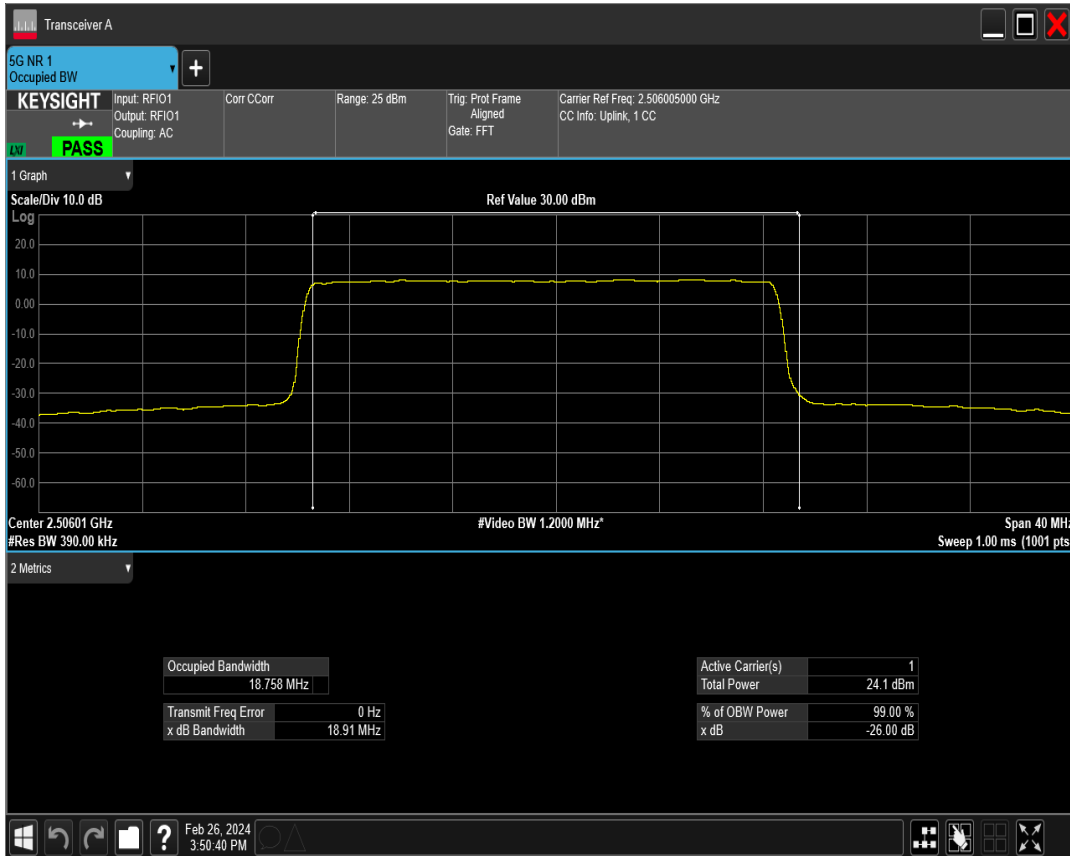 Transceiver A
5G NR 1
Occupied BW
KEYSIGHT
LXI
PASS
Input: RFIO1
Output: RFIO1
Coupling: AC
Corr CCorr
Range: 25 dBm
Trig: Prot Frame
Aligned
Gate: FFT
Carrier Ref Freq: 2.506005000 GHz
CC Info: Uplink, 1 CC
1 Graph
Scale/Div 10.0 dB
Ref Value 30.00 dBm
Log
20.0
10.0
0.00
-10.0
-20.0
-30.0
-40.0
-50.0
-60.0
Center 2.50601 GHz
#Video BW 1.2000 MHz*
Span 40 MHz
#Res BW 390.00 kHz
Sweep 1.00 ms (1001 pts
2 Metrics
Occupied Bandwidth
18.758 MHz
Transmit Freq Error 0 Hz
x dB Bandwidth 18.91 MHz
Active Carrier(s) 1
Total Power 24.1 dBm
% of OBW Power 99.00 %
x dB -26.00 dB
Feb 26, 2024
3:50:40 PM